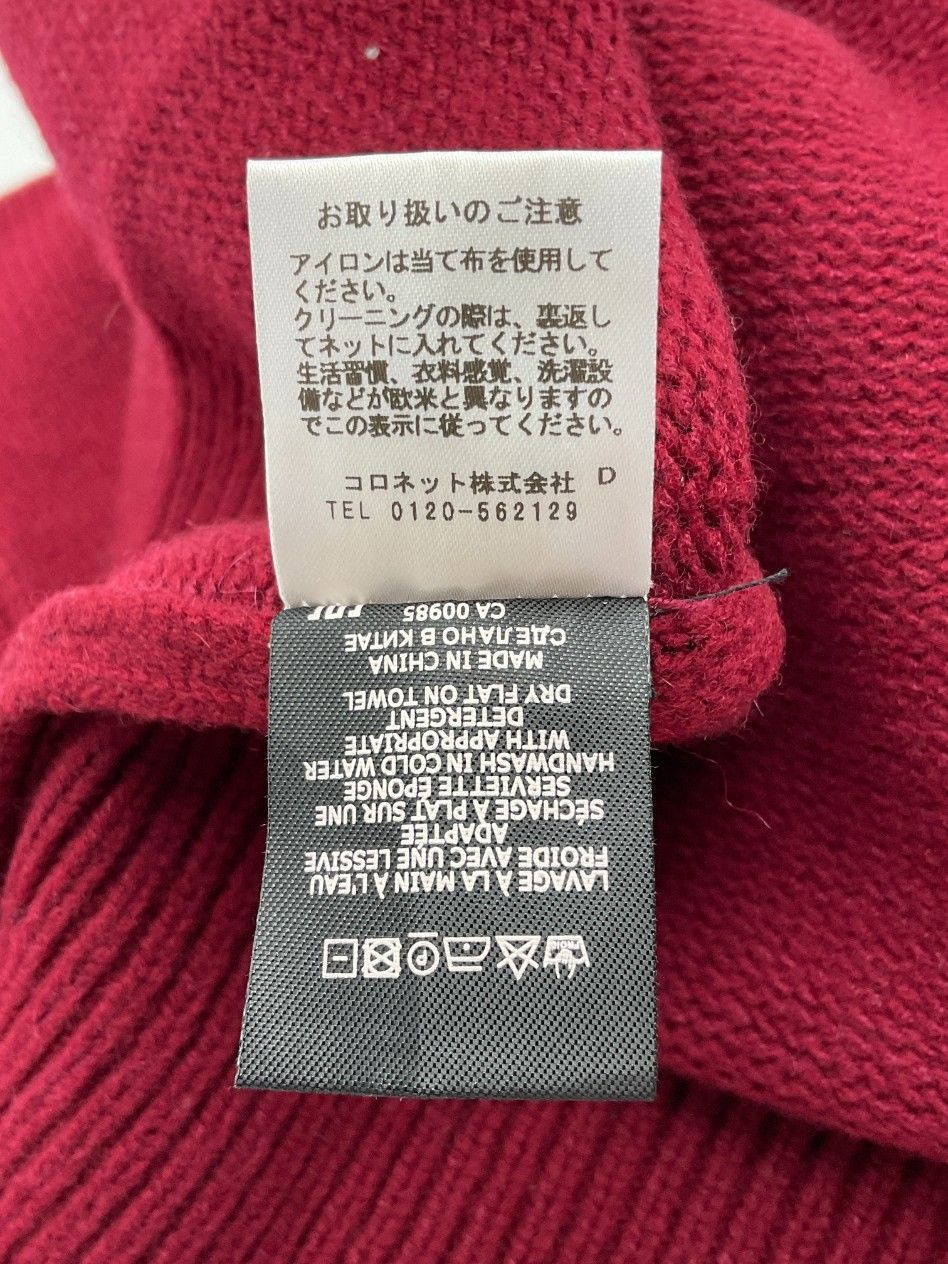 お取り扱いのご注意
アイロンは当て布を使用して
ください。
クリーニングの際は、裏返し
てネットに入れてください。
生活習慣、衣料感覚、洗濯設
備などが欧米と異なりますの
でこの表示に従ってください。
コロネット株式会社 D
TEL 0120-562129
FROID
P
LAVAGE À LA MAIN À L'EAU
FROIDE AVEC UNE LESSIVE
ADAPTÉE
SÉCHAGE À PLAT SUR UNE
SERVIETTE ÉPONGE
HANDWASH IN COLD WATER
WITH APPROPRIATE
DETERGENT
DRY FLAT ON TOWEL
MADE IN CHINA
СДЕЛАНО В КИТАЕ
CA 00985